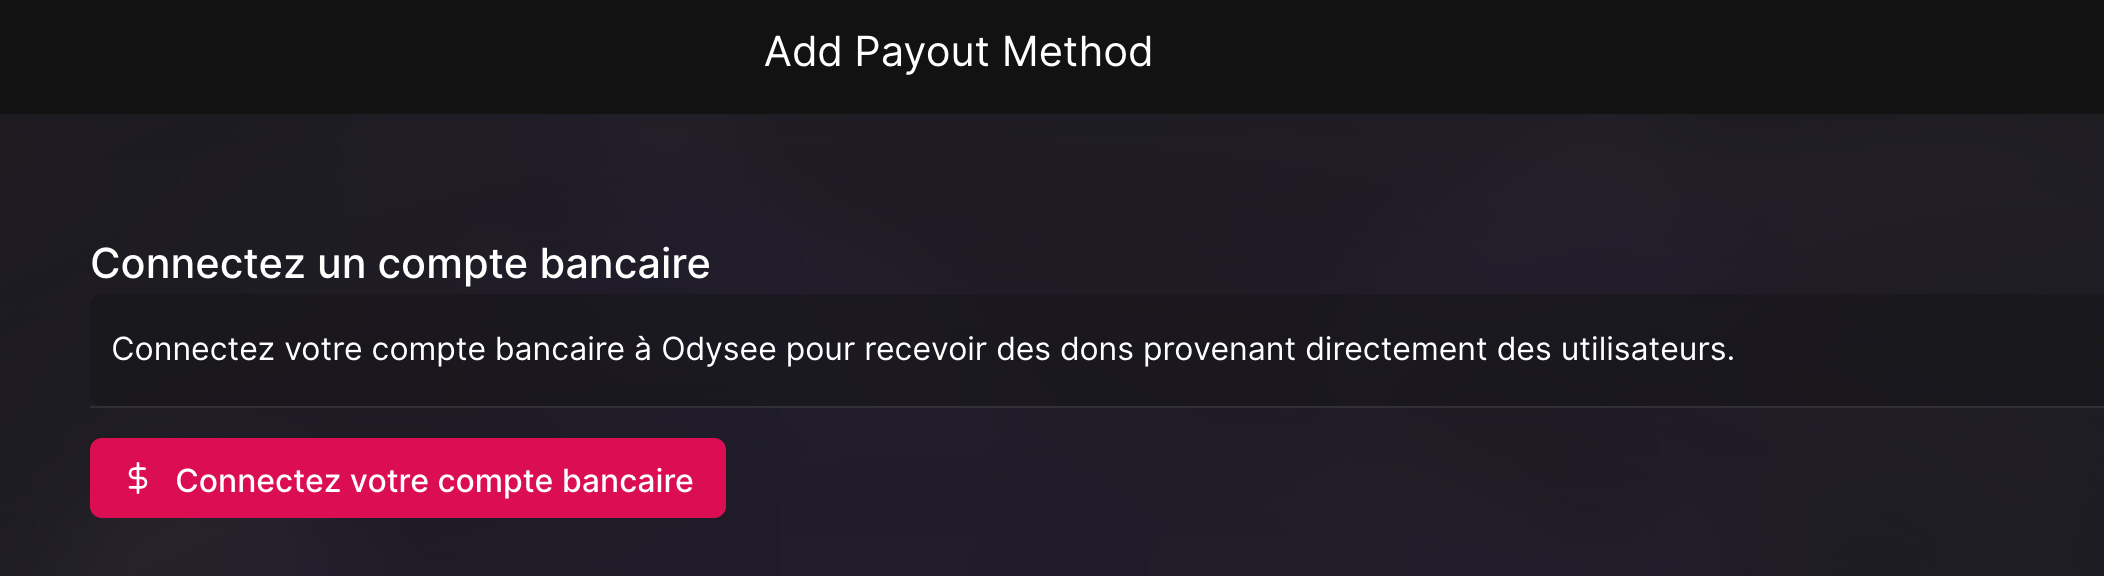 Add Payout Method
Connectez un compte bancaire
Connectez votre compte bancaire à Odysee pour recevoir des dons provenant directement des utilisateurs.
$ Connectez votre compte bancaire